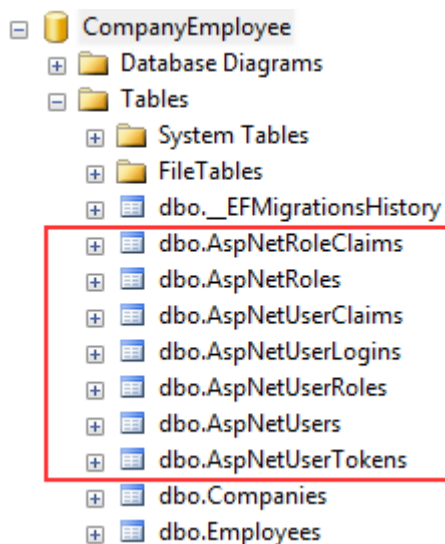 CompanyEmployee
Database Diagrams
Tables
System Tables
FileTables
dbo.__EFMigrationsHistory
dbo.AspNetRoleClaims
dbo.AspNetRoles
dbo.AspNetUserClaims
dbo.AspNetUserLogins
dbo.AspNetUserRoles
dbo.AspNetUsers
dbo.AspNetUserTokens
dbo.Companies
dbo.Employees